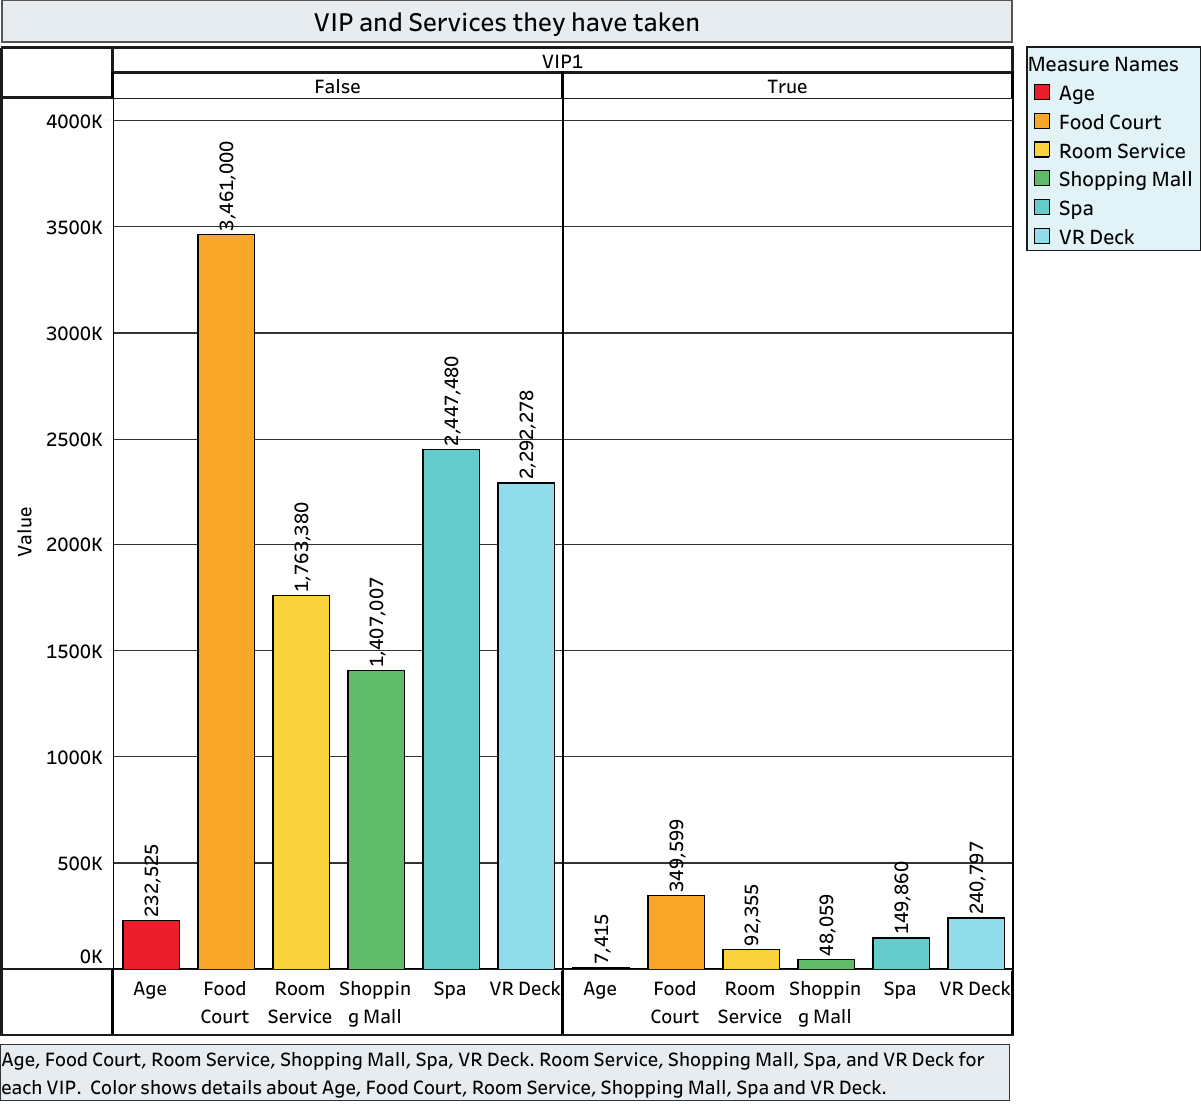 VIP and Services they have taken
VIP1
False
True
Measure Names
Age
Food Court
Room Service
Shopping Mall
Spa
VR Deck
4000K
3500K
3000K
2500K
2000K
1500K
1000K
500K
0K
Value
232,525
3,461,000
1,763,380
1,407,007
2,447,480
2,292,278
7,415
349,599
92,355
48,059
149,860
240,797
Age
Food
Court
Room
Service
Shoppin
g Mall
Spa
VR Deck
Age
Food
Court
Room
Service
Shoppin
g Mall
Spa
VR Deck
Age, Food Court, Room Service, Shopping Mall, Spa, VR Deck. Room Service, Shopping Mall, Spa, and VR Deck for
each VIP.  Color shows details about Age, Food Court, Room Service, Shopping Mall, Spa and VR Deck.